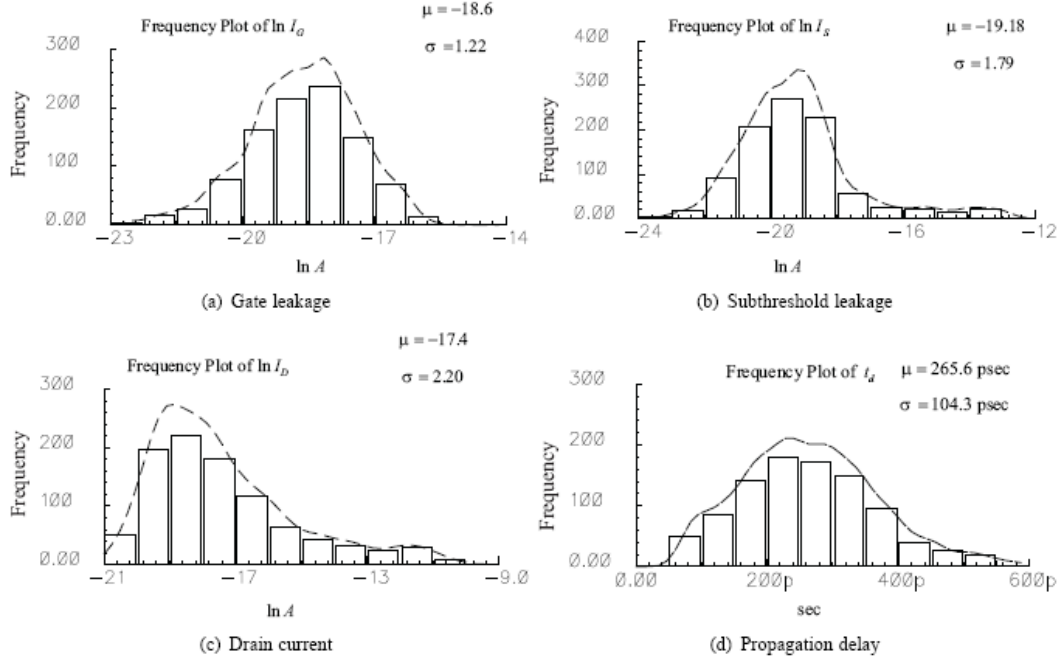 Frequency Plot of ln I_G
μ = −18.6
σ = 1.22
300
200
100
0.00
Frequency
−23
−20
−17
−14
ln A
(a) Gate leakage
Frequency Plot of ln I_S
μ = −19.18
σ = 1.79
400
300
200
100
0.00
Frequency
−24
−20
−16
−12
ln A
(b) Subthreshold leakage
Frequency Plot of ln I_D
μ = −17.4
σ = 2.20
300
200
100
0.00
Frequency
−21
−17
−13
−9.0
ln A
(c) Drain current
Frequency Plot of t_d
μ = 265.6 psec
σ = 104.3 psec
300
200
100
0.00
Frequency
0.00
200p
400p
600p
sec
(d) Propagation delay